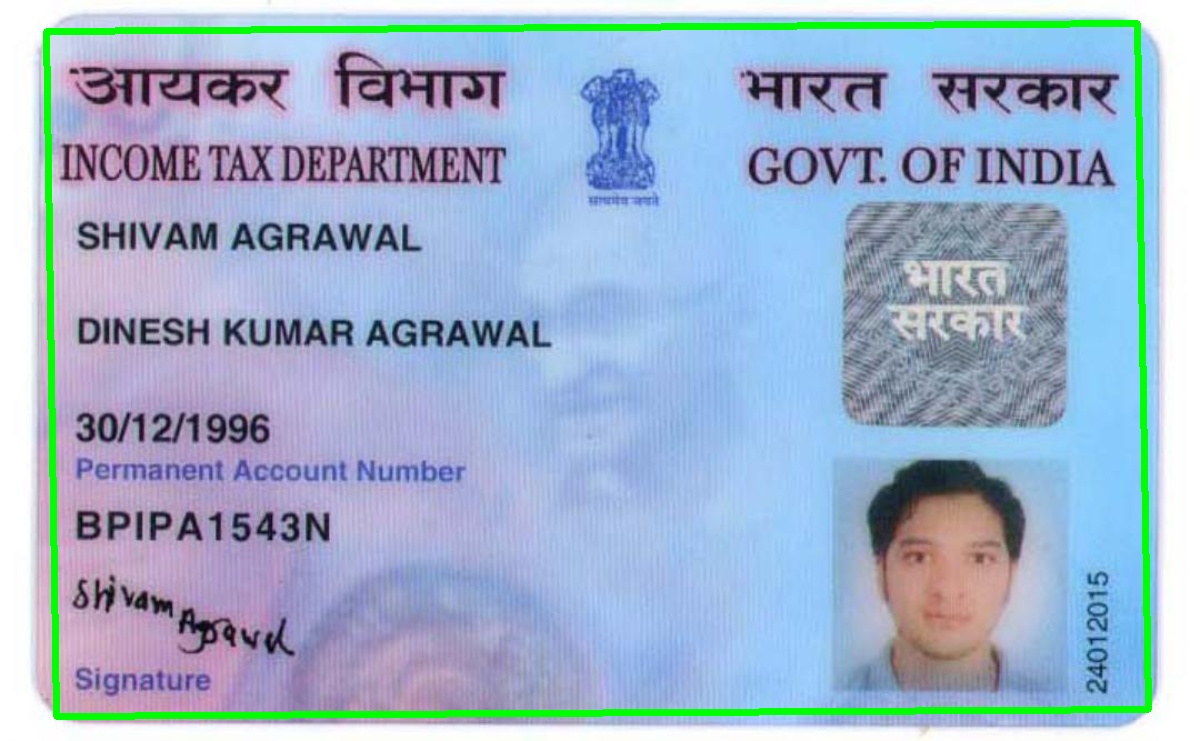 आयकर विभाग
भारत सरकार
INCOME TAX DEPARTMENT
GOVT. OF INDIA
सत्यमेव जयते
SHIVAM AGRAWAL
भारत
सरकार
DINESH KUMAR AGRAWAL
30/12/1996
Permanent Account Number
BPIPA1543N
Shivam Agrawal
Signature
24012015